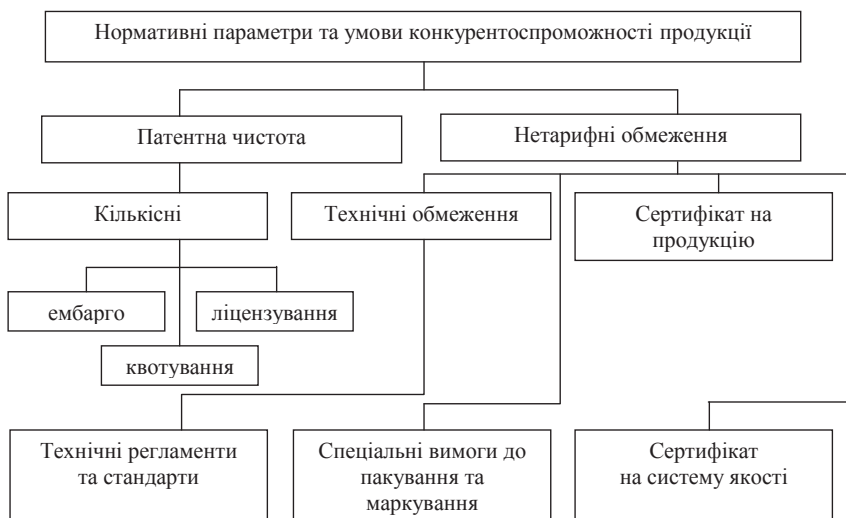 Нормативні параметри та умови конкурентоспроможності продукції
Патентна чистота
Нетарифні обмеження
Кількісні
Технічні обмеження
Сертифікат на
продукцію
ембарго
ліцензування
квотування
Технічні регламенти
та стандарти
Спеціальні вимоги до
пакування та
маркування
Сертифікат
на систему якості